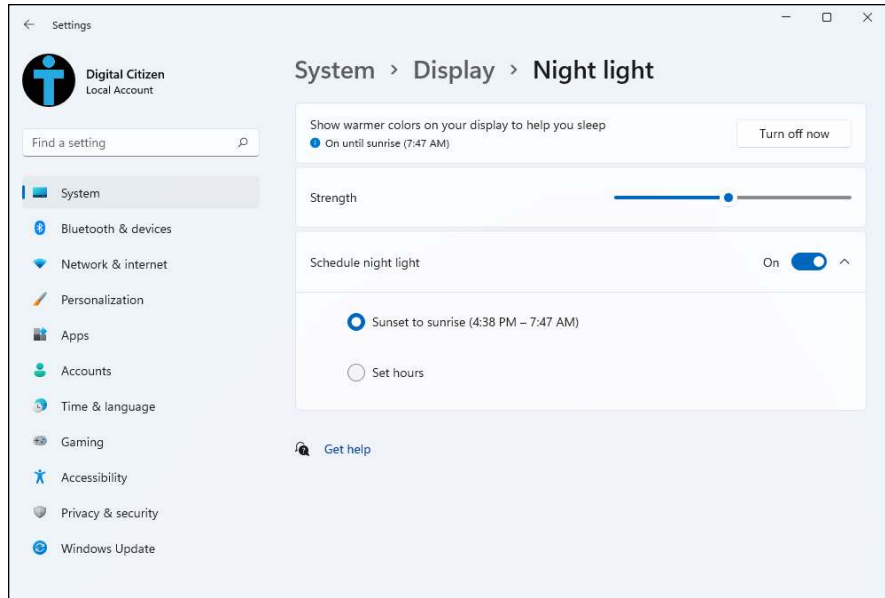 Settings
Digital Citizen
Local Account
Find a setting
System
Bluetooth & devices
Network & internet
Personalization
Apps
Accounts
Time & language
Gaming
Accessibility
Privacy & security
Windows Update
System > Display > Night light
Show warmer colors on your display to help you sleep
On until sunrise (7:47 AM)
Turn off now
Strength
Schedule night light
On
Sunset to sunrise (4:38 PM – 7:47 AM)
Set hours
Get help